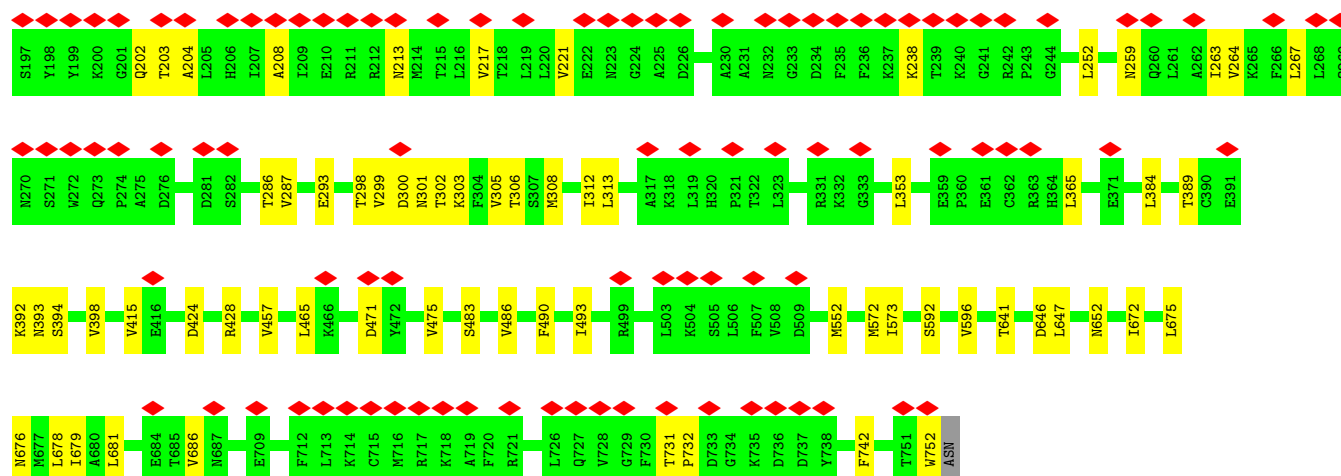 S197 Y198 Y199 K200 G201 Q202 T203 A204 L205 H206 I207 A208 I209 E210 R211 R212 N213 M214 T215 L216 V217 T218 L219 L220 V221 E222 N223 G224 A225 D226 A230 A231 N232 G233 D234 F235 F236 K237 K238 T239 K240 G241 R242 P243 G244 L252 N259 Q260 L261 A262 I263 V264 K265 F266 L267 L268
N270 S271 W272 Q273 P274 A275 D276 D281 S282 T286 V287 E293 T298 V299 D300 N301 T302 K303 F304 V305 T306 S307 M308 I312 L313 A317 K318 L319 H320 P321 T322 L323 R331 K332 G333 L353 E359 P360 E361 C362 R363 H364 L365 E371 L384 T389 C390 E391
K392 N393 S394 V398 V415 E416 D424 R428 V457 L465 K466 D471 Y472 V475 S483 V486 F490 I493 R499 L503 K504 S505 L506 F507 V508 D509 M552 M572 I573 S592 V596 T641 D646 L647 N652 I672 L675
N676 M677 L678 I679 A680 L681 E684 T685 V686 N687 E709 F712 L713 K714 C715 M716 R717 K718 A719 F720 R721 L726 Q727 V728 G729 F730 T731 P732 D733 G734 K735 D736 D737 Y738 F742 T751 W752 ASN